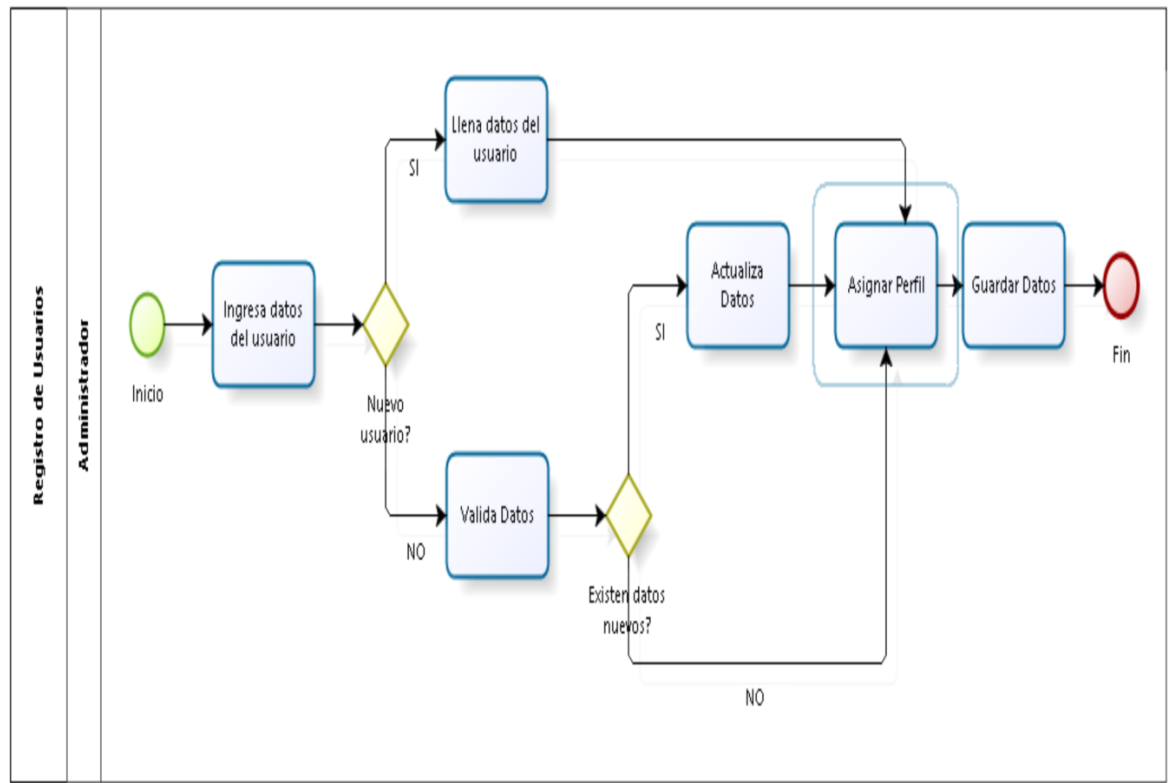 Registro de Usuarios
Administrador
Inicio
Ingresa datos
del usuario
Nuevo
usuario?
SI
Llena datos del
usuario
NO
Valida Datos
Existen datos
nuevos?
SI
Actualiza
Datos
NO
Asignar Perfil
Guardar Datos
Fin